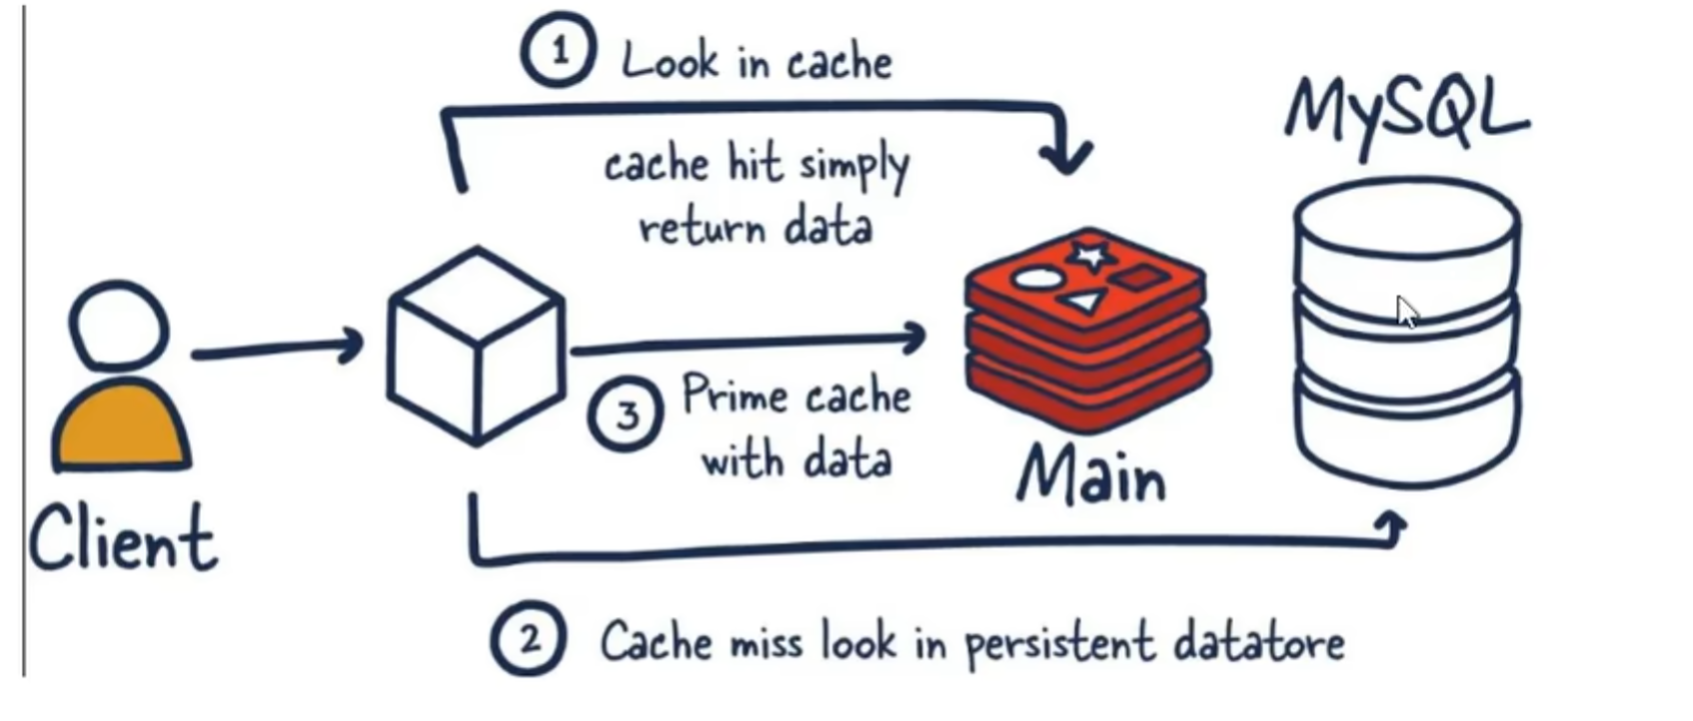 1 Look in cache
cache hit simply
return data
MySQL
3 Prime cache
with data
Main
Client
2 Cache miss look in persistent datatore